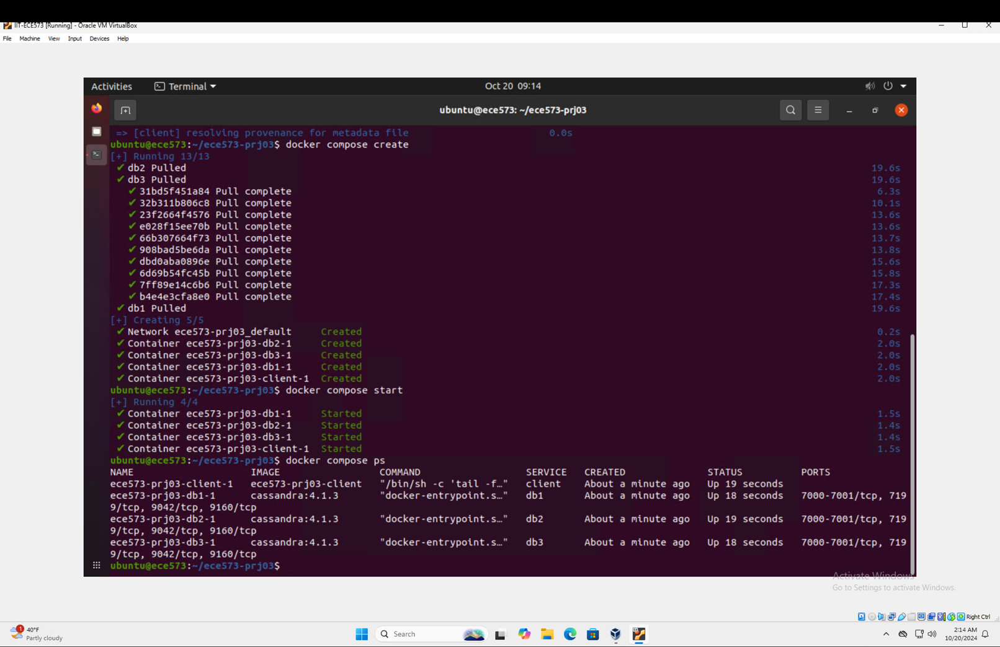 IIT-ECE573 [Running] - Oracle VM VirtualBox
File Machine View Input Devices Help
Activities Terminal Oct 20 09:14
ubuntu@ece573: ~/ece573-prj03
=> [client] resolving provenance for metadata file 0.0s
ubuntu@ece573:~/ece573-prj03$ docker compose create
[+] Running 13/13
✔ db2 Pulled 19.6s
✔ db3 Pulled 19.6s
✔ 31bd5f451a84 Pull complete 6.3s
✔ 32b311b806c8 Pull complete 10.1s
✔ 23f2664f4576 Pull complete 13.6s
✔ e028f15ee70b Pull complete 13.6s
✔ 66b307664f73 Pull complete 13.7s
✔ 908bad5be6da Pull complete 13.8s
✔ dbd0aba0896e Pull complete 15.6s
✔ 6d69b54fc45b Pull complete 15.8s
✔ 7ff89e14c6b6 Pull complete 17.3s
✔ b4e4e3cfa8e0 Pull complete 17.4s
✔ db1 Pulled 19.6s
[+] Creating 5/5
✔ Network ece573-prj03_default Created 0.2s
✔ Container ece573-prj03-db2-1 Created 2.0s
✔ Container ece573-prj03-db3-1 Created 2.0s
✔ Container ece573-prj03-db1-1 Created 2.0s
✔ Container ece573-prj03-client-1 Created 2.0s
ubuntu@ece573:~/ece573-prj03$ docker compose start
[+] Running 4/4
✔ Container ece573-prj03-db1-1 Started 1.5s
✔ Container ece573-prj03-db2-1 Started 1.4s
✔ Container ece573-prj03-db3-1 Started 1.4s
✔ Container ece573-prj03-client-1 Started 1.5s
ubuntu@ece573:~/ece573-prj03$ docker compose ps
NAME IMAGE COMMAND SERVICE CREATED STATUS PORTS
ece573-prj03-client-1 ece573-prj03-client "/bin/sh -c 'tail -f…" client About a minute ago Up 19 seconds
ece573-prj03-db1-1 cassandra:4.1.3 "docker-entrypoint.s…" db1 About a minute ago Up 18 seconds 7000-7001/tcp, 719
9/tcp, 9042/tcp, 9160/tcp
ece573-prj03-db2-1 cassandra:4.1.3 "docker-entrypoint.s…" db2 About a minute ago Up 19 seconds 7000-7001/tcp, 719
9/tcp, 9042/tcp, 9160/tcp
ece573-prj03-db3-1 cassandra:4.1.3 "docker-entrypoint.s…" db3 About a minute ago Up 18 seconds 7000-7001/tcp, 719
9/tcp, 9042/tcp, 9160/tcp
ubuntu@ece573:~/ece573-prj03$
Activate Windows
Go to Settings to activate Windows.
Right Ctrl
1
40°F
Partly cloudy
Search
2:14 AM
10/20/2024